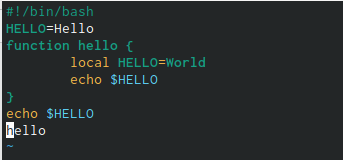 #!/bin/bash
HELLO=Hello
function hello {
        local HELLO=World
        echo $HELLO
}
echo $HELLO
hello
~